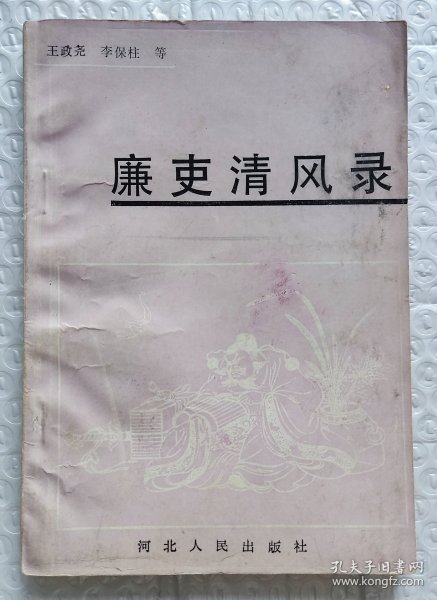 王政尧 李保柱 等
廉吏清风录
河北人民出版社
孔夫子旧书网
www.kongfz.com